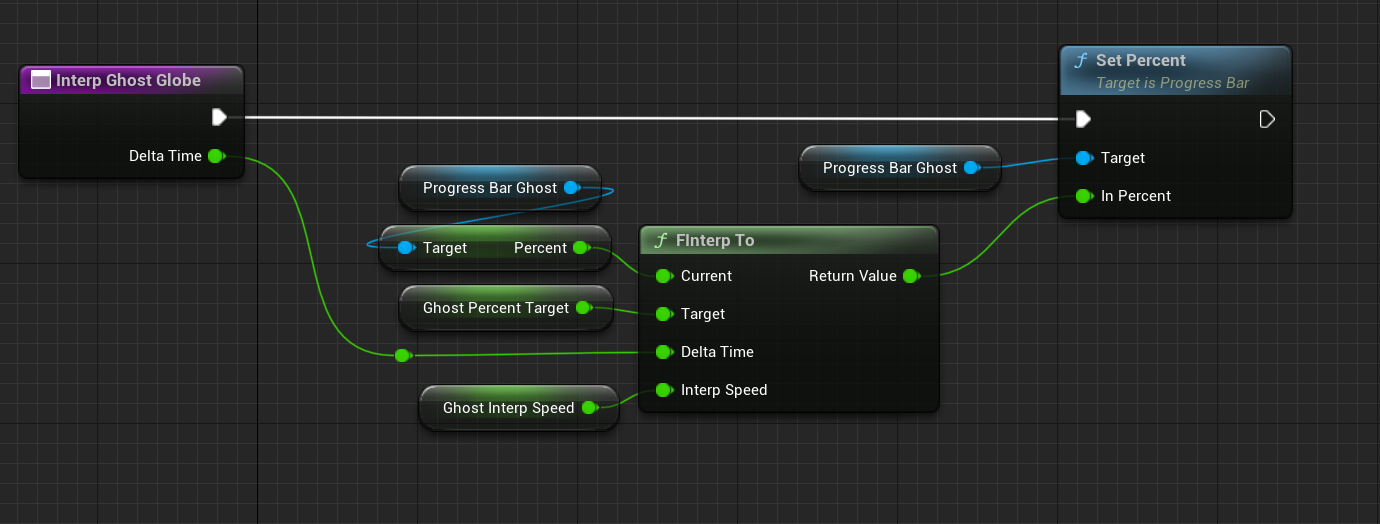 Interp Ghost Globe
Delta Time
Progress Bar Ghost
Target Percent
Ghost Percent Target
Ghost Interp Speed
FInterp To
Current Return Value
Target
Delta Time
Interp Speed
Progress Bar Ghost
Set Percent
Target is Progress Bar
Target
In Percent